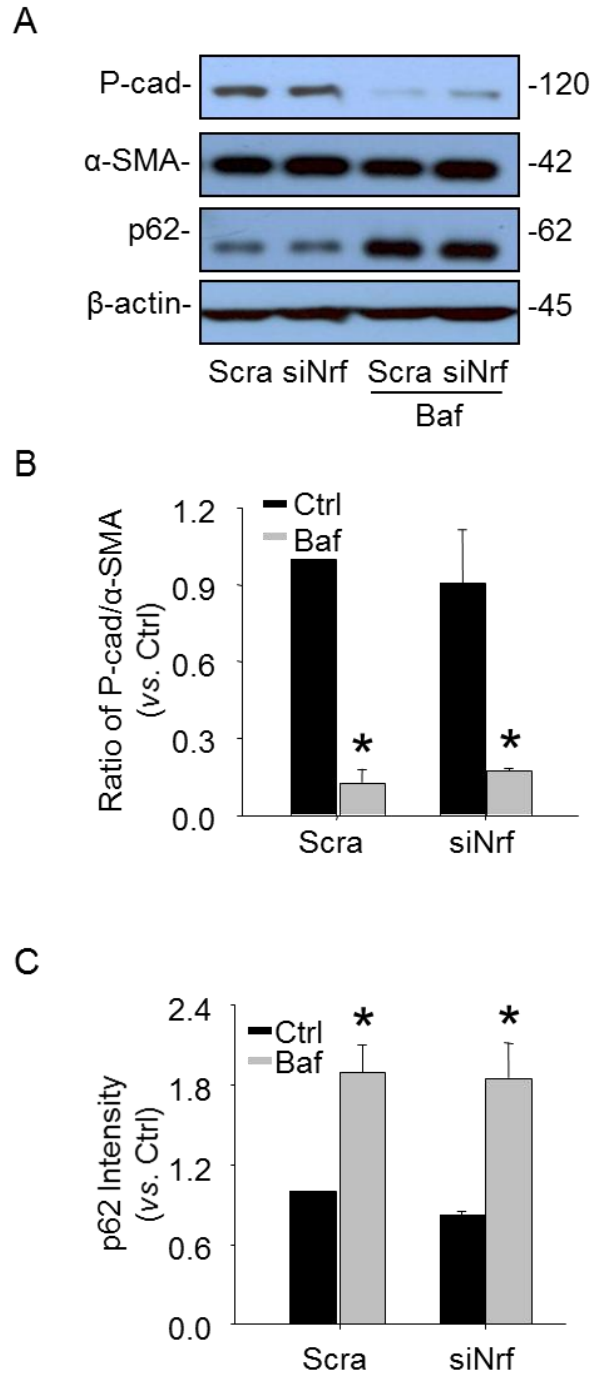 A
P-cad- -120
α-SMA- -42
p62- -62
β-actin- -45
Scra siNrf Scra siNrf
Baf
B
Ratio of P-cad/α-SMA
(vs. Ctrl)
Ctrl
Baf
1.2
0.9
0.6
0.3
0.0
*
*
Scra siNrf
C
p62 Intensity
(vs. Ctrl)
Ctrl
Baf
2.4
1.8
1.2
0.6
0.0
*
*
Scra siNrf